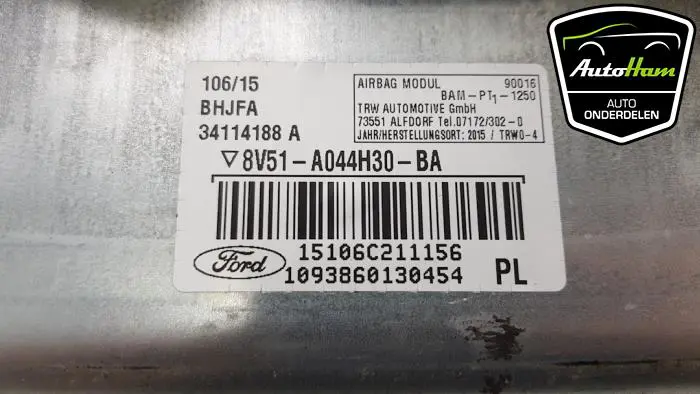 106/15
BHJFA
34114188 A
AIRBAG MODUL 90016
BAM-PT1-1250
TRW AUTOMOTIVE GmbH
73551 ALFDORF Tel.07172/302-0
JAHR/HERSTELLUNGSORT: 2015 / TRWO-4
▽8V51-A044H30-BA
15106C211156
Ford
1093860130454 PL
AutoHam
AUTO
ONDERDELEN